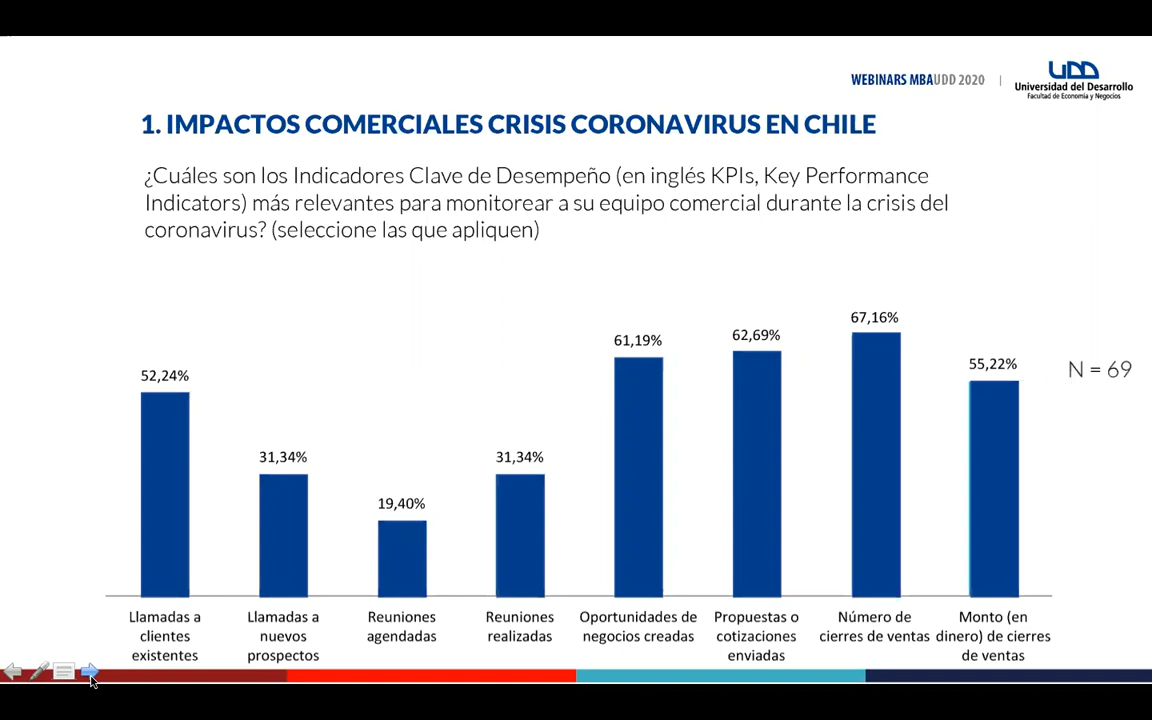 WEBINARS MBAUDD 2020 |
UDD
Universidad del Desarrollo
Facultad de Economía y Negocios
1. IMPACTOS COMERCIALES CRISIS CORONAVIRUS EN CHILE
¿Cuáles son los Indicadores Clave de Desempeño (en inglés KPIs, Key Performance
Indicators) más relevantes para monitorear a su equipo comercial durante la crisis del
coronavirus? (seleccione las que apliquen)
52,24%
31,34%
19,40%
31,34%
61,19%
62,69%
67,16%
55,22%
N = 69
Llamadas a
clientes
existentes
Llamadas a
nuevos
prospectos
Reuniones
agendadas
Reuniones
realizadas
Oportunidades de
negocios creadas
Propuestas o
cotizaciones
enviadas
Número de
cierres de ventas
Monto (en
dinero) de cierres
de ventas